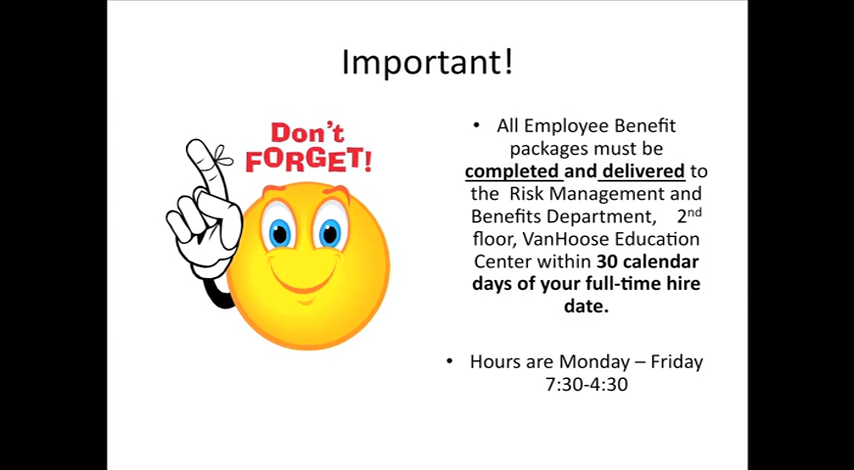 Important!
Don't
FORGET!
• All Employee Benefit
packages must be
completed and delivered to
the Risk Management and
Benefits Department, 2nd
floor, VanHoose Education
Center within 30 calendar
days of your full-time hire
date.
• Hours are Monday – Friday
7:30-4:30